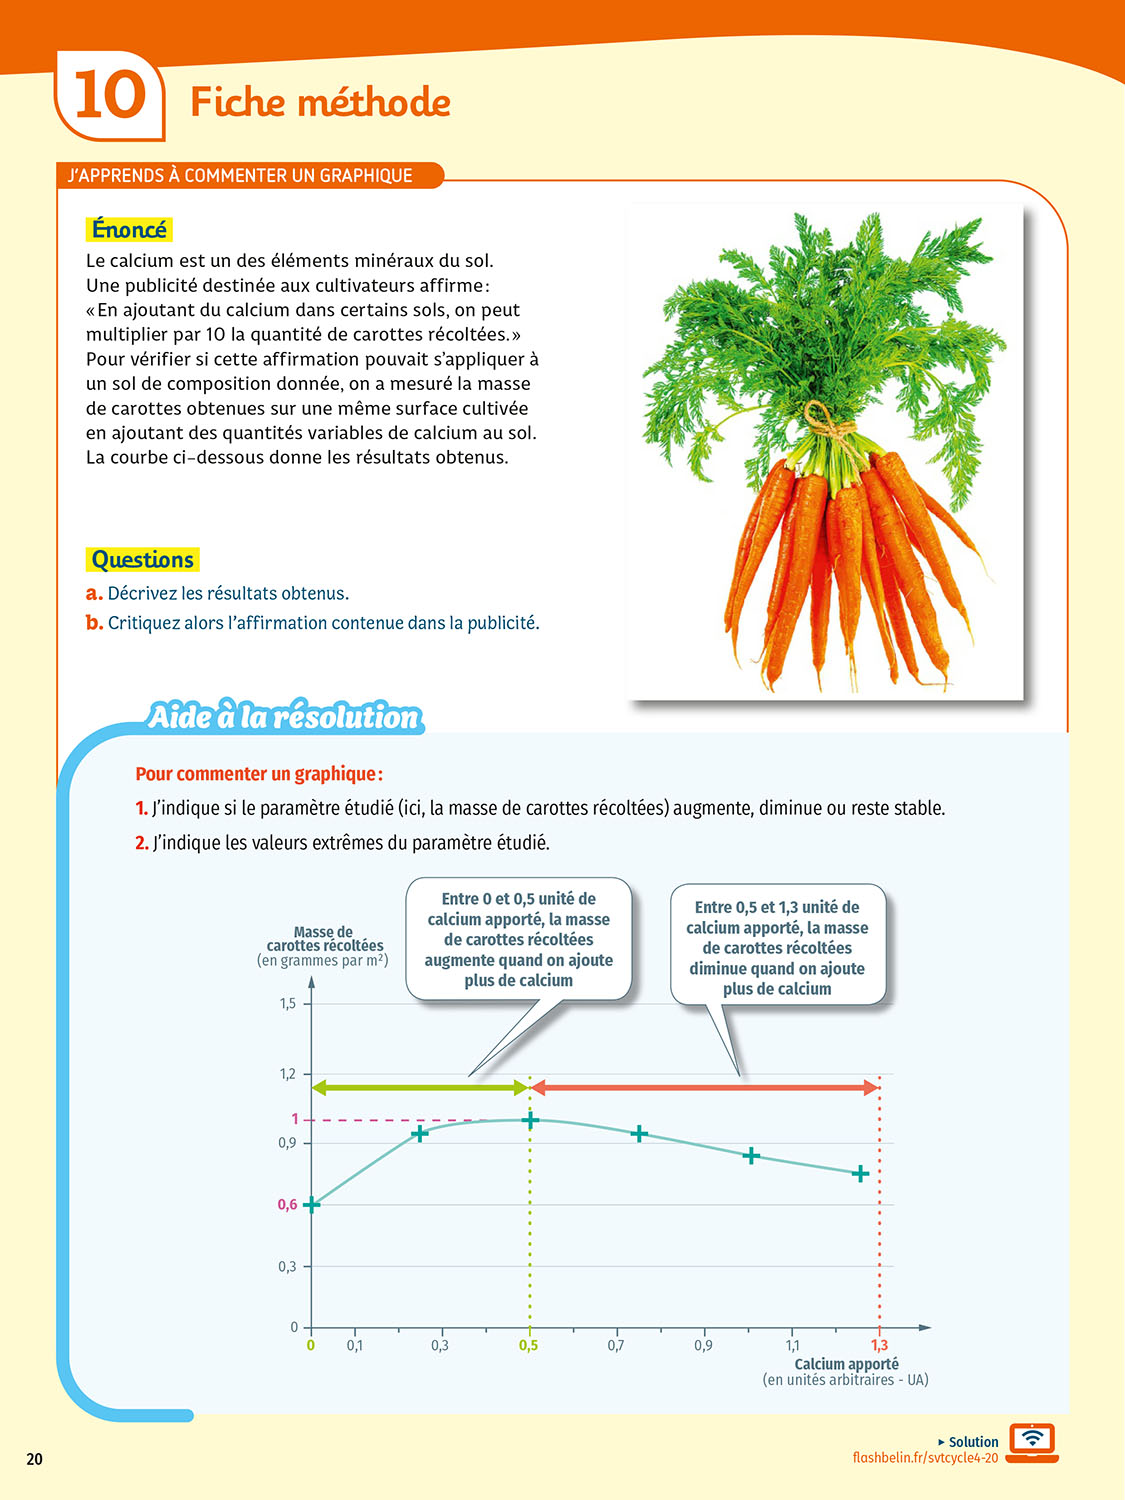 10
Fiche méthode
J'APPRENDS À COMMENTER UN GRAPHIQUE
Énoncé
Le calcium est un des éléments minéraux du sol.
Une publicité destinée aux cultivateurs affirme :
« En ajoutant du calcium dans certains sols, on peut
multiplier par 10 la quantité de carottes récoltées. »
Pour vérifier si cette affirmation pouvait s'appliquer à
un sol de composition donnée, on a mesuré la masse
de carottes obtenues sur une même surface cultivée
en ajoutant des quantités variables de calcium au sol.
La courbe ci-dessous donne les résultats obtenus.
Questions
a. Décrivez les résultats obtenus.
b. Critiquez alors l'affirmation contenue dans la publicité.
Aide à la résolution
Pour commenter un graphique :
1. J'indique si le paramètre étudié (ici, la masse de carottes récoltées) augmente, diminue ou reste stable.
2. J'indique les valeurs extrêmes du paramètre étudié.
Entre 0 et 0,5 unité de
calcium apporté, la masse
de carottes récoltées
augmente quand on ajoute
plus de calcium
Entre 0,5 et 1,3 unité de
calcium apporté, la masse
de carottes récoltées
diminue quand on ajoute
plus de calcium
Masse de
carottes récoltées
(en grammes par m²)
1,5
1,2
1
0,9
0,6
0,3
0
0 0,1 0,3 0,5 0,7 0,9 1,1 1,3
Calcium apporté
(en unités arbitraires - UA)
▸ Solution
flashbelin.fr/svtcycle4-20
20